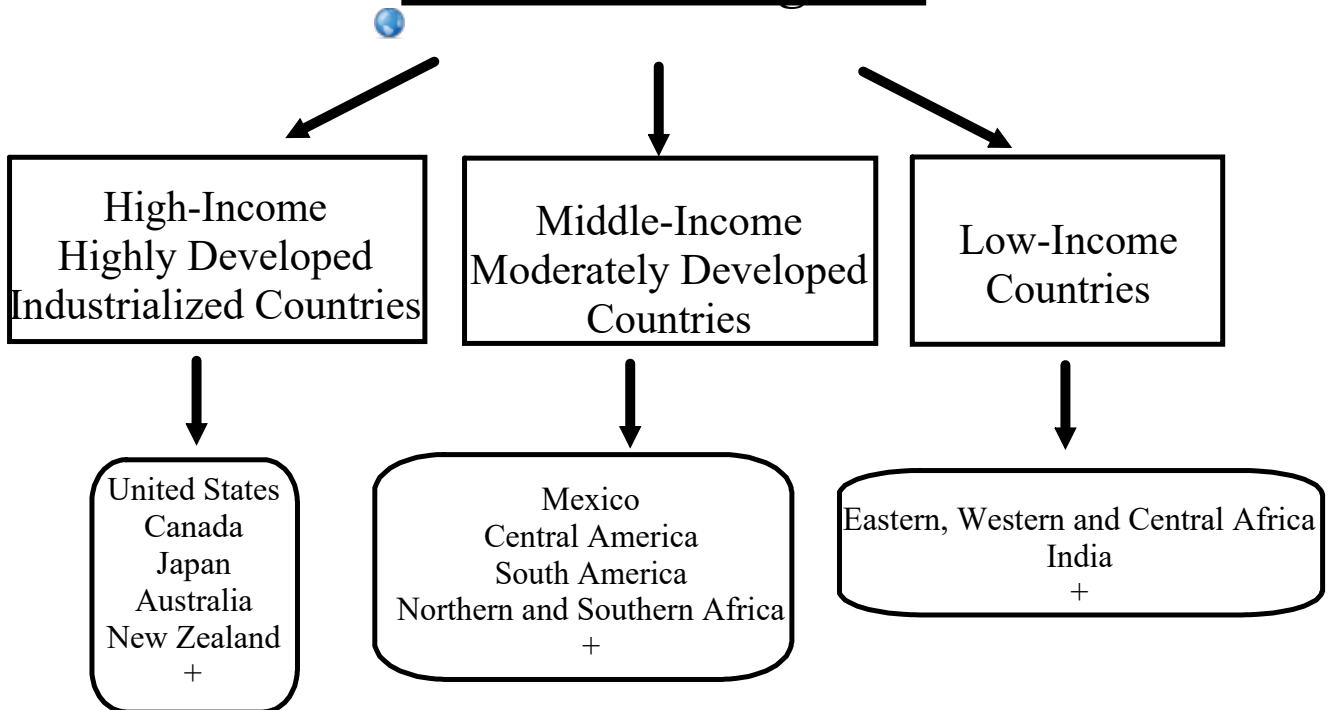 High-Income
Highly Developed
Industrialized Countries
Middle-Income
Moderately Developed
Countries
Low-Income
Countries
United States
Canada
Japan
Australia
New Zealand
+
Mexico
Central America
South America
Northern and Southern Africa
+
Eastern, Western and Central Africa
India
+